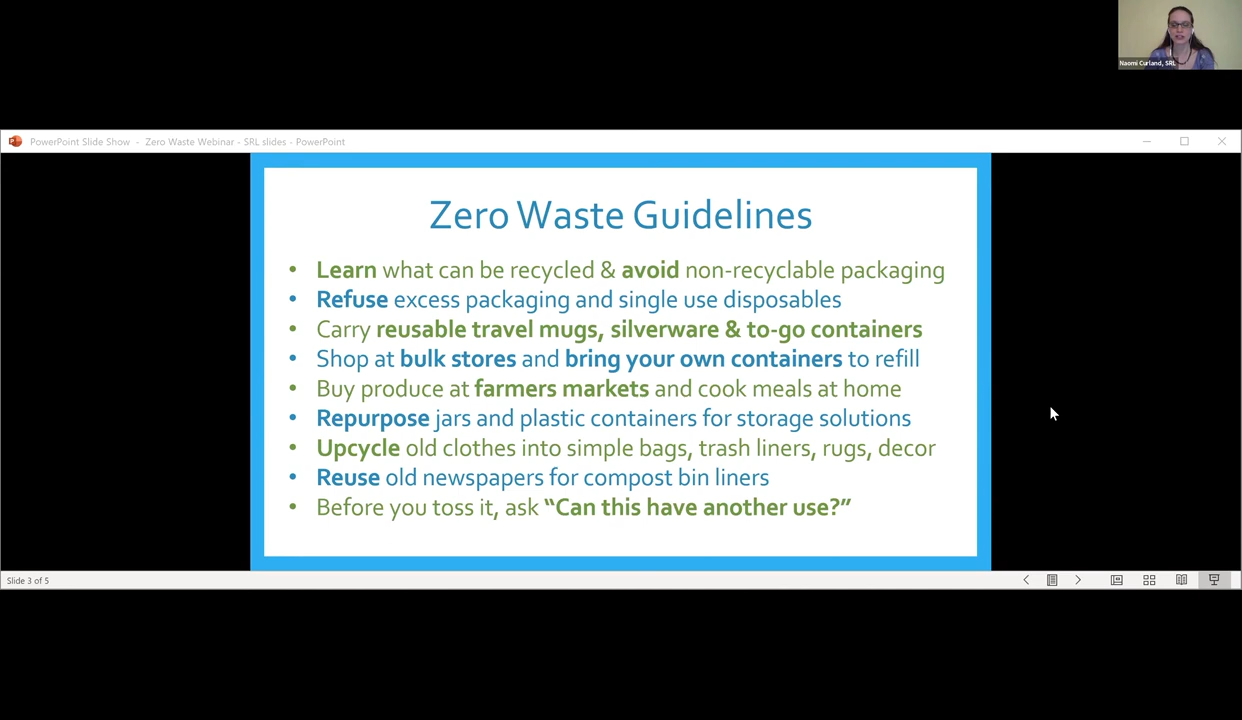 Naomi Curland, SRL
PowerPoint Slide Show - Zero Waste Webinar - SRL slides - PowerPoint
Zero Waste Guidelines
• Learn what can be recycled & avoid non-recyclable packaging
• Refuse excess packaging and single use disposables
• Carry reusable travel mugs, silverware & to-go containers
• Shop at bulk stores and bring your own containers to refill
• Buy produce at farmers markets and cook meals at home
• Repurpose jars and plastic containers for storage solutions
• Upcycle old clothes into simple bags, trash liners, rugs, decor
• Reuse old newspapers for compost bin liners
• Before you toss it, ask “Can this have another use?”
Slide 3 of 5